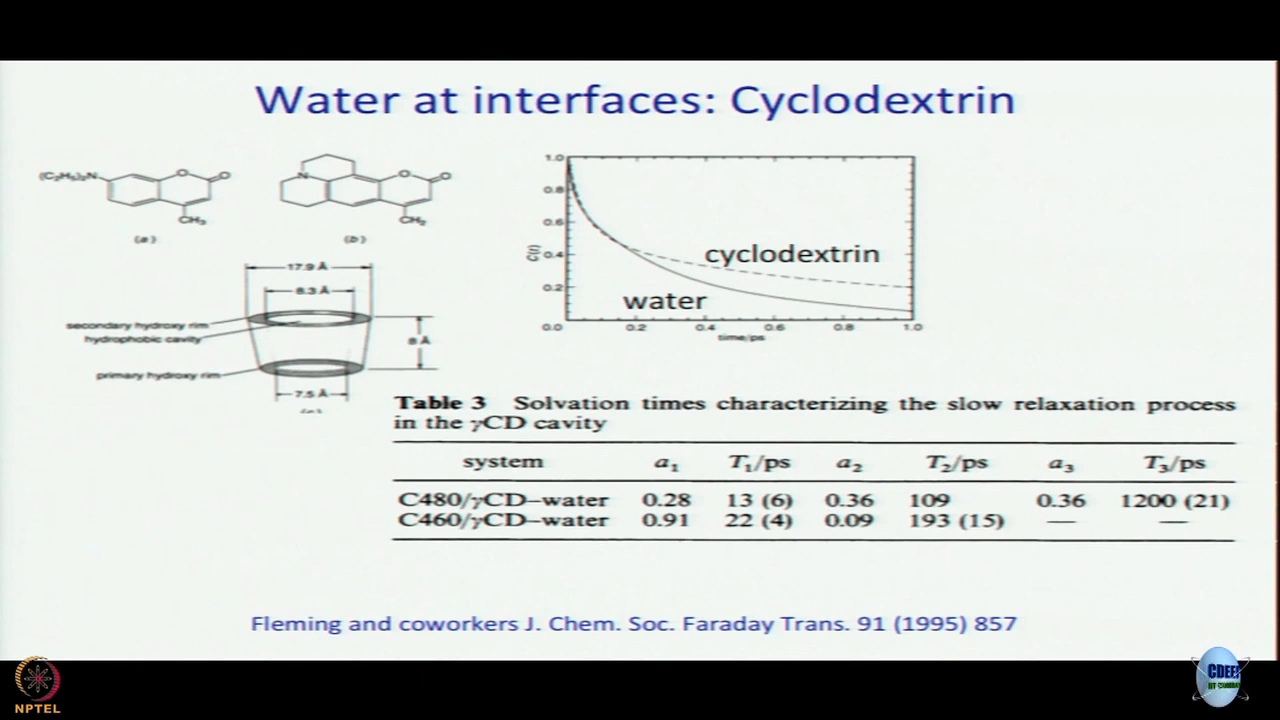 Water at interfaces: Cyclodextrin
(C₂H₅)₂N
O
O
CH₃
(a)
N
O
O
CH₃
(b)
17.9 Å
8.3 Å
secondary hydroxy rim
hydrophobic cavity
primary hydroxy rim
8 Å
7.5 Å
1.0
0.8
0.6
0.4
0.2
0.0
C(t)
cyclodextrin
water
0.2
0.4
0.6
0.8
1.0
time/ps
Table 3 Solvation times characterizing the slow relaxation process
in the γCD cavity
system a₁ T₁/ps a₂ T₂/ps a₃ T₃/ps
C480/γCD–water 0.28 13 (6) 0.36 109 0.36 1200 (21)
C460/γCD–water 0.91 22 (4) 0.09 193 (15) — —
Fleming and coworkers J. Chem. Soc. Faraday Trans. 91 (1995) 857
NPTEL
CDEEP
IIT BOMBAY